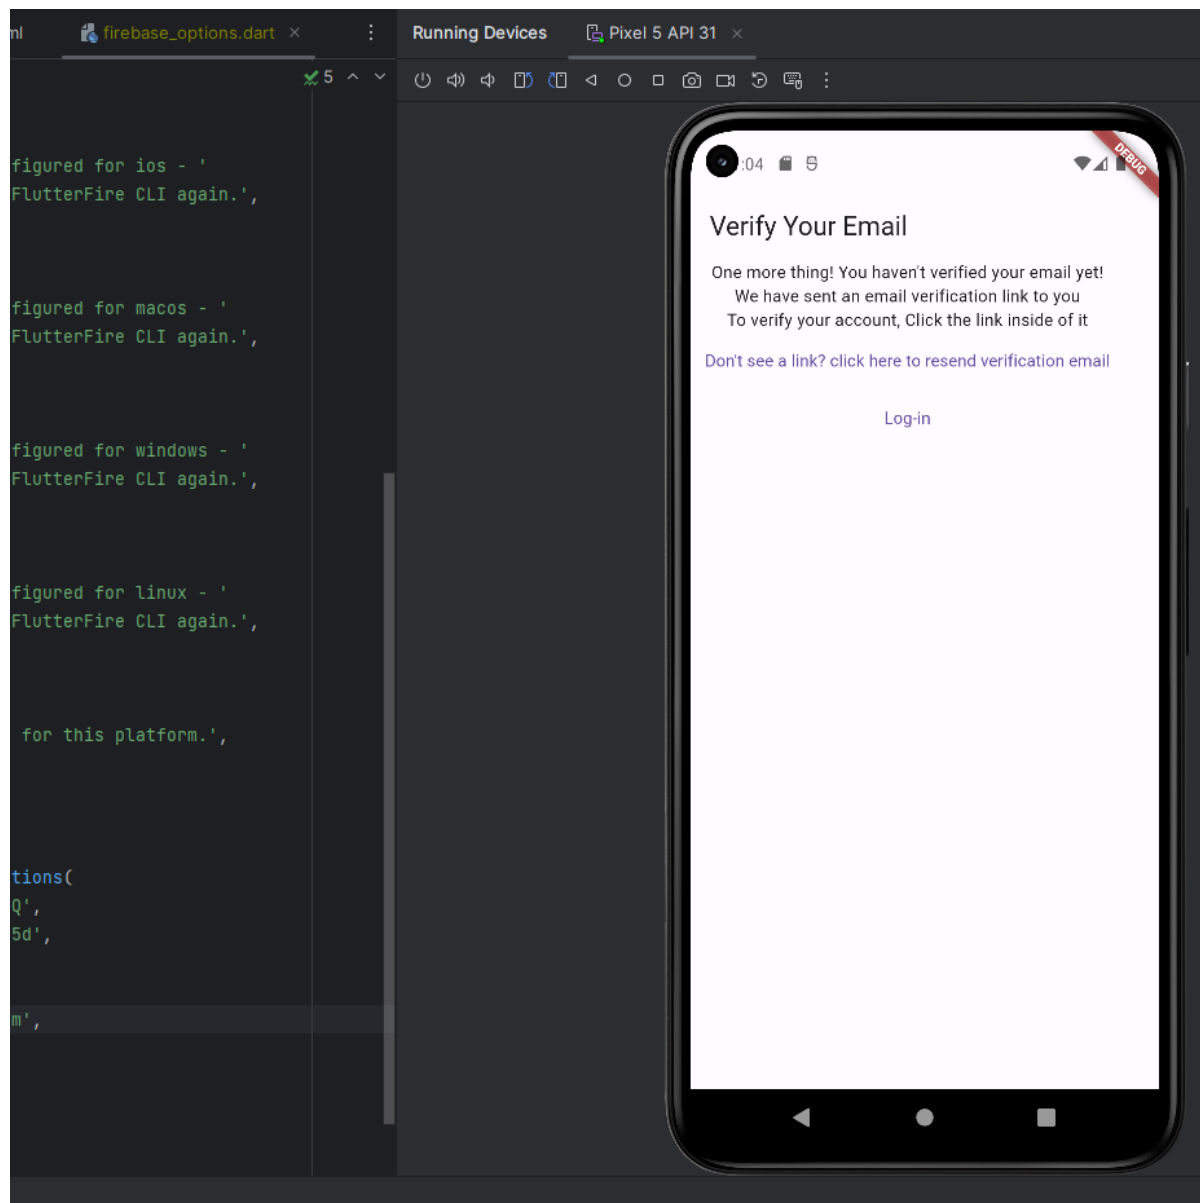 ml
firebase_options.dart
Running Devices
Pixel 5 API 31
5
figured for ios - '
FlutterFire CLI again.',
figured for macos - '
FlutterFire CLI again.',
figured for windows - '
FlutterFire CLI again.',
figured for linux - '
FlutterFire CLI again.',
for this platform.',
tions(
Q',
5d',
m',
:04
DEBUG
Verify Your Email
One more thing! You haven't verified your email yet!
We have sent an email verification link to you
To verify your account, Click the link inside of it
Don't see a link? click here to resend verification email
Log-in